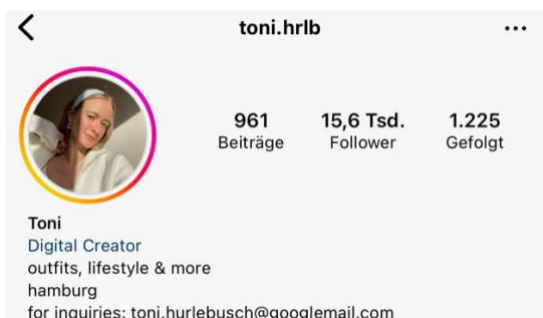 toni.hrlb
961 15,6 Tsd. 1.225
Beiträge Follower Gefolgt
Toni
Digital Creator
outfits, lifestyle & more
hamburg
for inquiries: toni.hurlebusch@googlemail.com